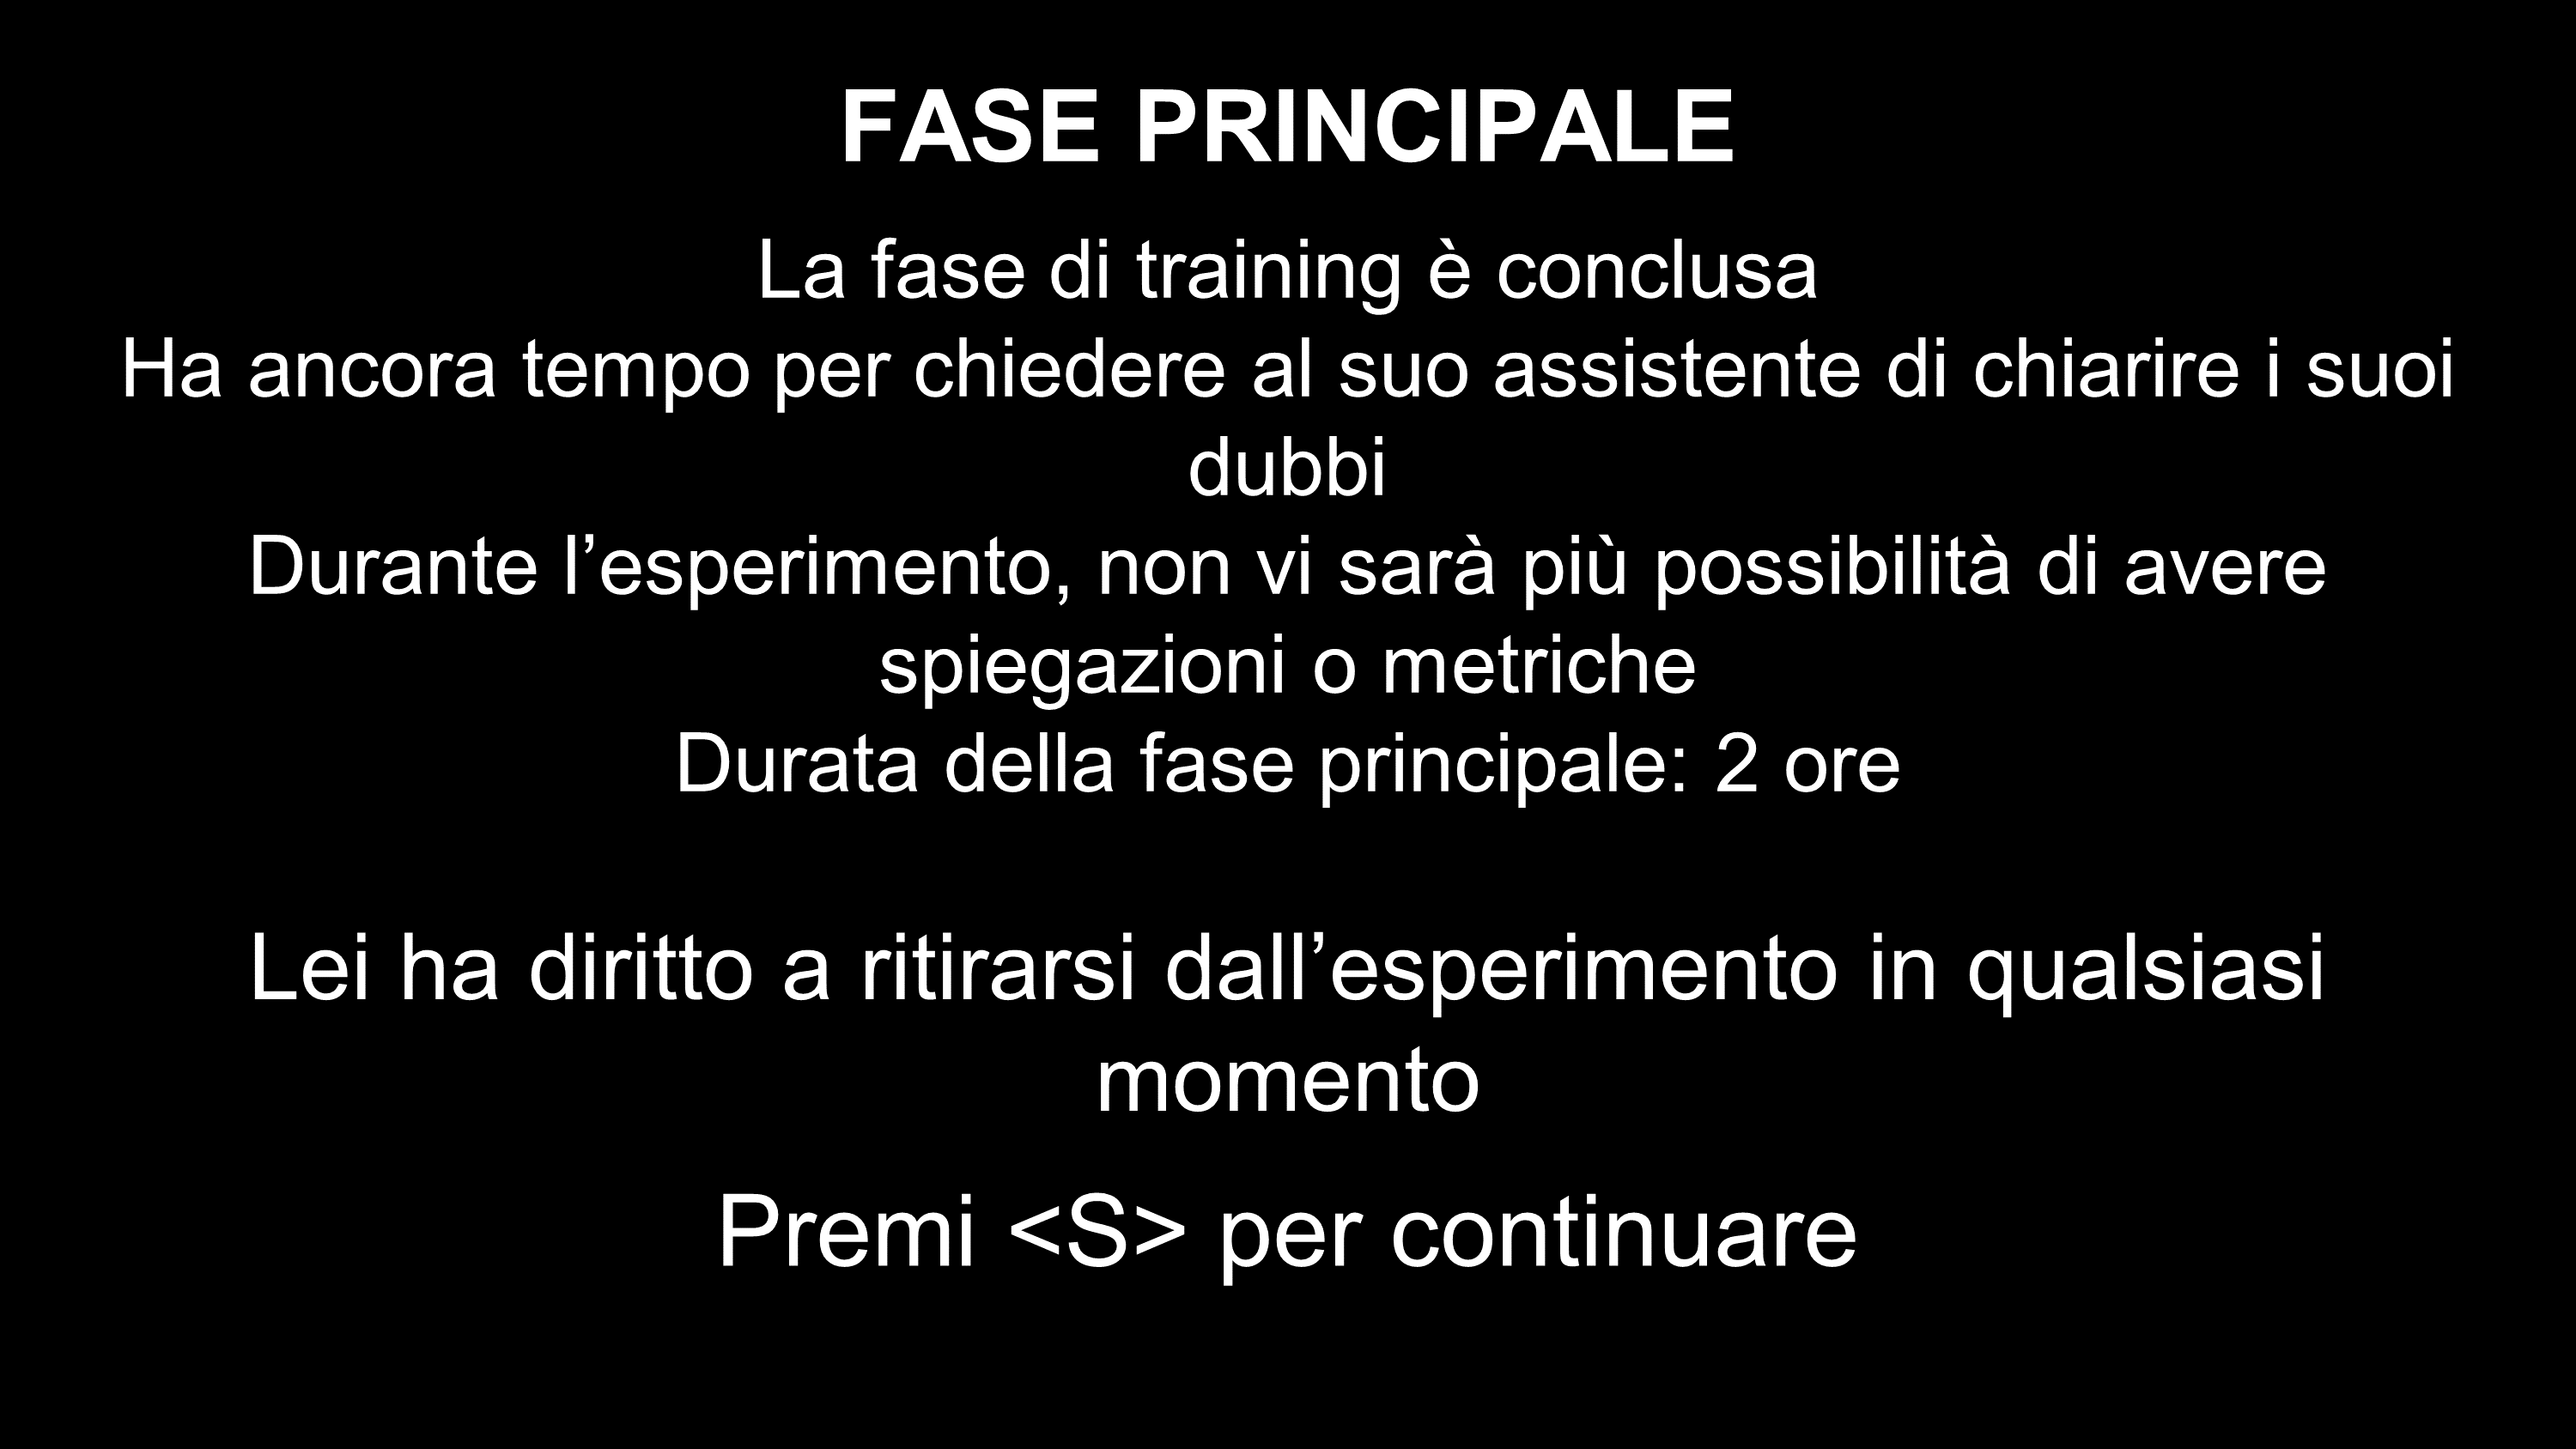 FASE PRINCIPALE
La fase di training è conclusa
Ha ancora tempo per chiedere al suo assistente di chiarire i suoi
dubbi
Durante l’esperimento, non vi sarà più possibilità di avere
spiegazioni o metriche
Durata della fase principale: 2 ore
Lei ha diritto a ritirarsi dall’esperimento in qualsiasi
momento
Premi <S> per continuare